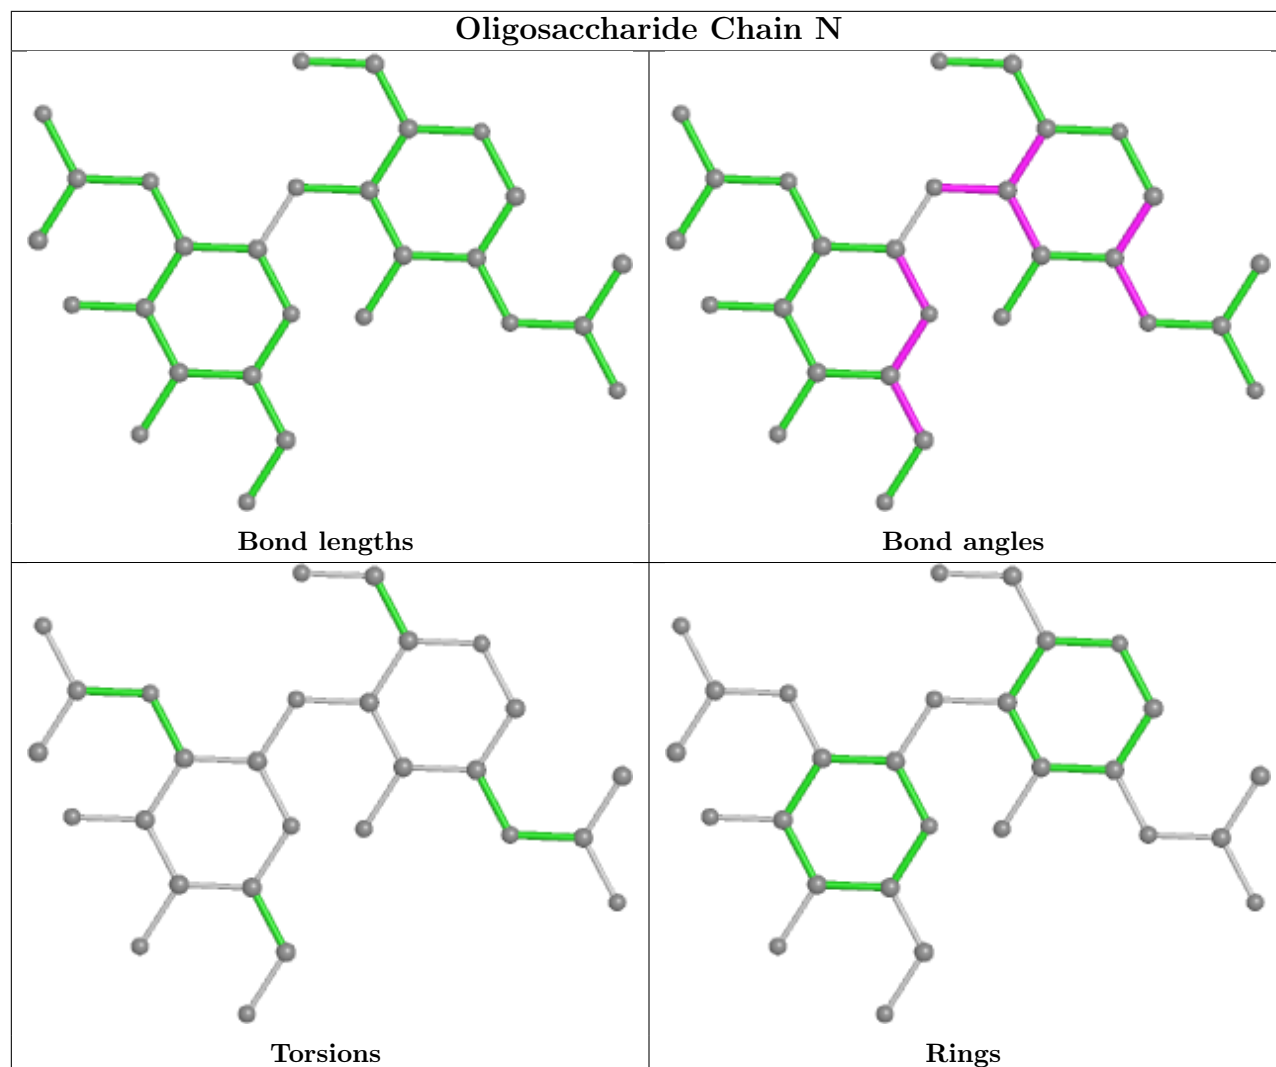 Oligosaccharide Chain N
Bond lengths
Bond angles
Torsions
Rings